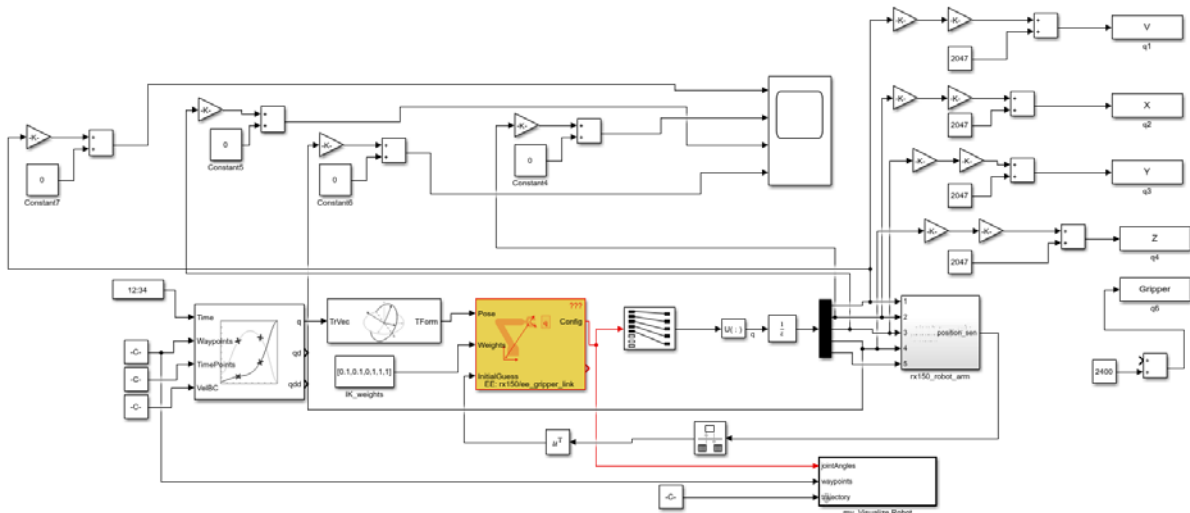 -K-
-K-
2047
V
q1
-K-
-K-
2047
X
q2
-K-
-K-
2047
Y
q3
-K-
-K-
2047
Z
q4
-K-
0
Constant7
-K-
0
Constant5
-K-
0
Constant6
-K-
0
Constant4
12:34
Time
Waypoints
TimePoints
VelBC
q
qd
qdd
-C-
-C-
-C-
TrVec
TForm
[0.1,0.1,0,1,1,1]
IK_weights
???
Pose
Config
Weights
InitialGuess
EE: rx150/ee_gripper_link
U( : )
q
1
2
3
4
5
position_sen
rx150_robot_arm
Gripper
q6
2400
uT
-C-
jointAngles
waypoints
trajectory